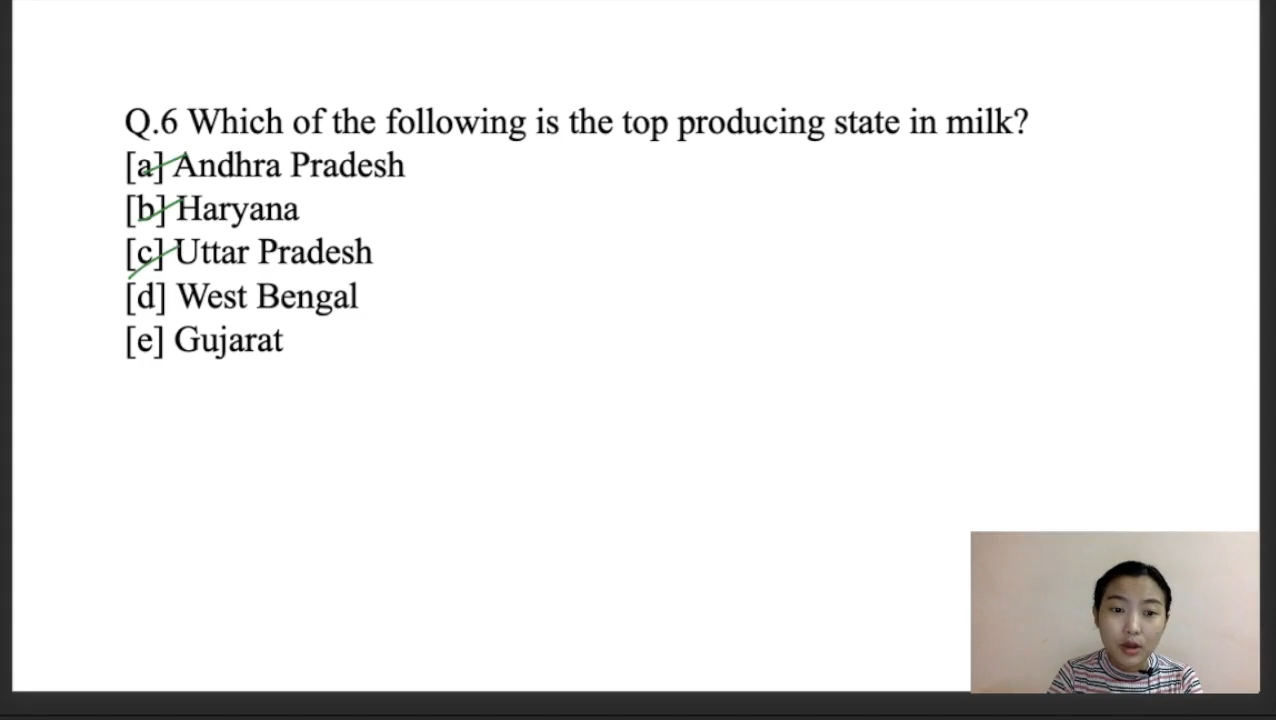 Q.6 Which of the following is the top producing state in milk?
[a] Andhra Pradesh
[b] Haryana
[c] Uttar Pradesh
[d] West Bengal
[e] Gujarat